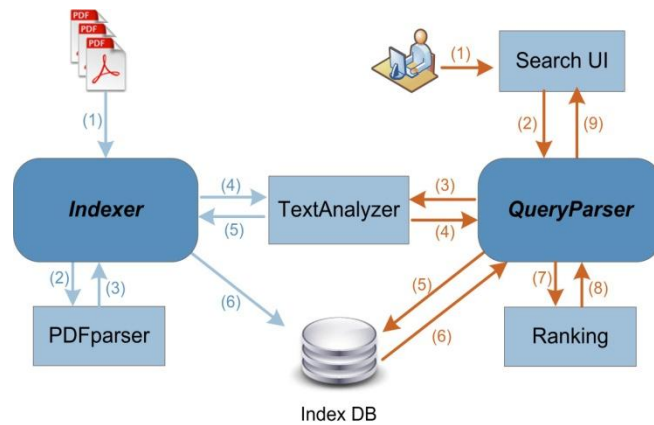 PDF
PDF
PDF
(1)
(1)
Search UI
(2)
(9)
Indexer
(4)
(5)
TextAnalyzer
(3)
(4)
QueryParser
(2)
(3)
(6)
(5)
(6)
(7)
(8)
PDFparser
Ranking
Index DB